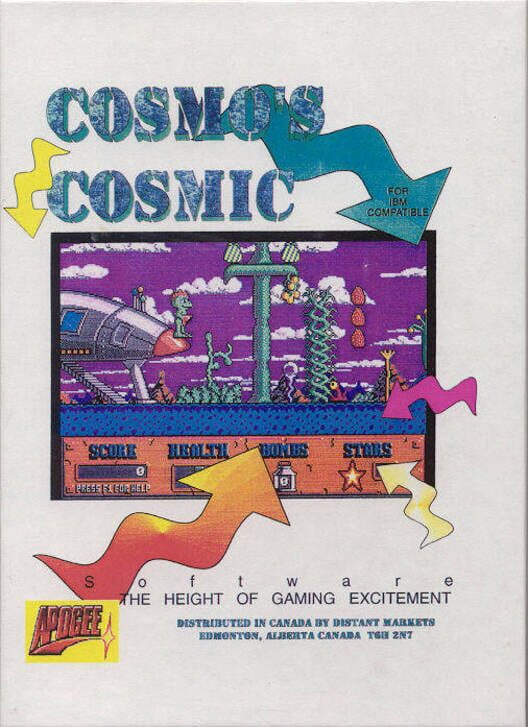 COSMO'S
COSMIC
FOR
IBM
COMPATIBLE
SCORE HEALTH BOMBS STARS
0
PRESS F1 FOR HELP
Software
THE HEIGHT OF GAMING EXCITEMENT
APOGEE
DISTRIBUTED IN CANADA BY DISTANT MARKETS
EDMONTON, ALBERTA CANADA T6H 2N7